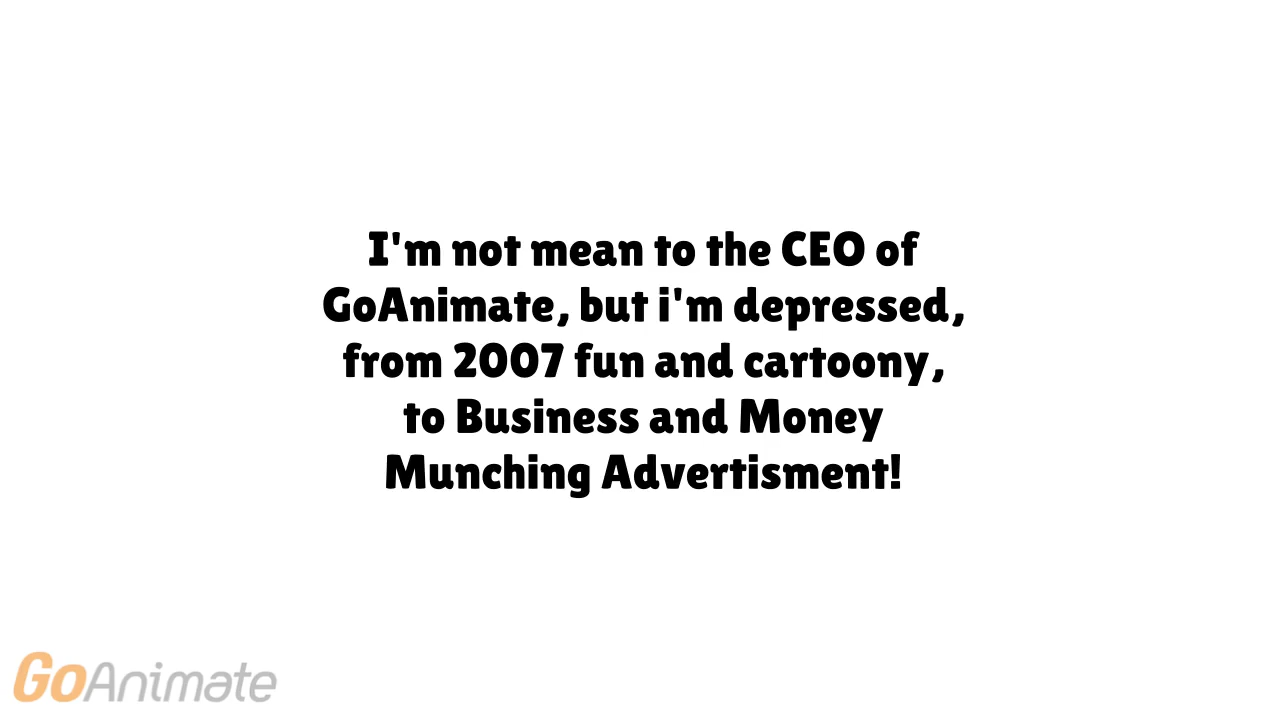 I'm not mean to the CEO of
GoAnimate, but i'm depressed,
from 2007 fun and cartoony,
to Business and Money
Munching Advertisment!
GoAnimate